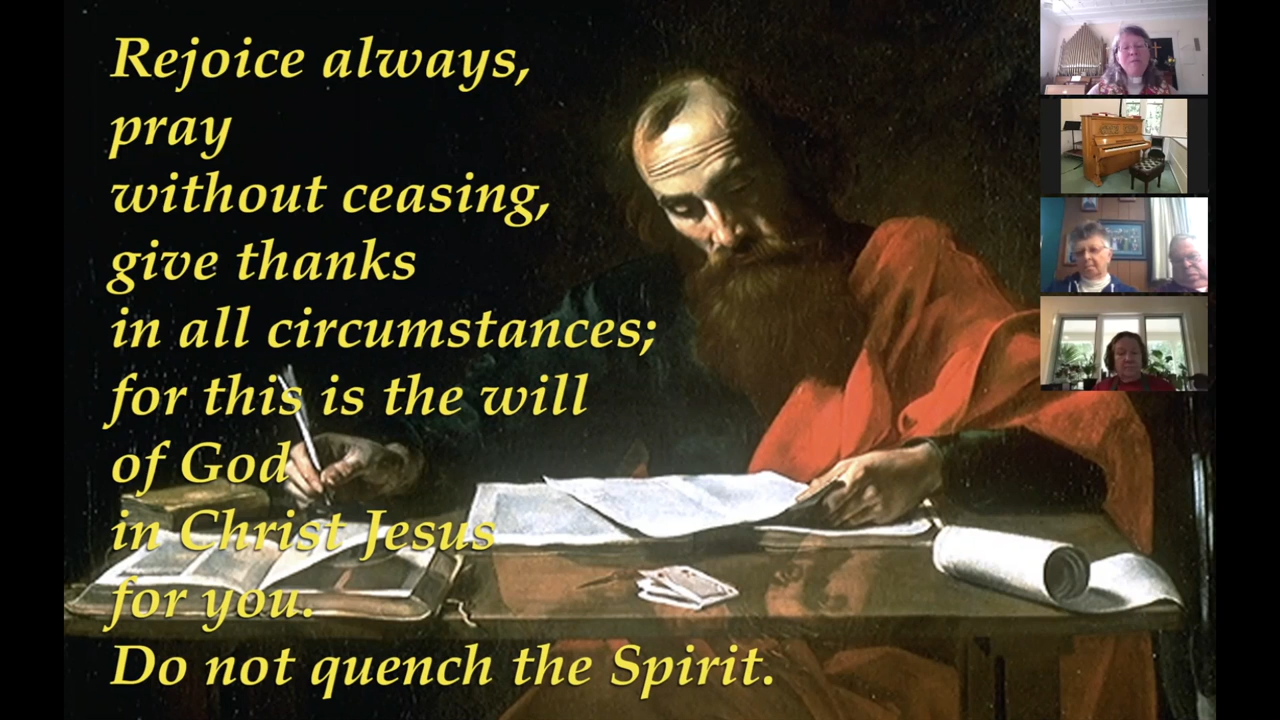 Rejoice always,
pray
without ceasing,
give thanks
in all circumstances;
for this is the will
of God
in Christ Jesus
for you.
Do not quench the Spirit.